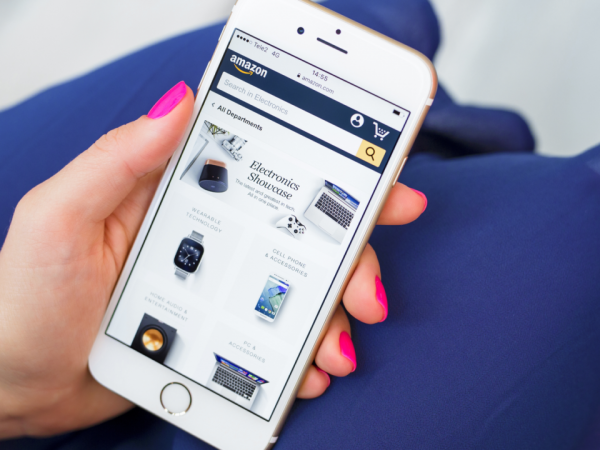 Tele2 4G
14:55
amazon.com
amazon
Search in Electronics
All Departments
Electronics
Showcase
The latest and greatest in tech.
All in one place.
WEARABLE
TECHNOLOGY
CELL PHONE
& ACCESSORIES
HOME AUDIO &
ENTERTAINMENT
PC &
ACCESSORIES